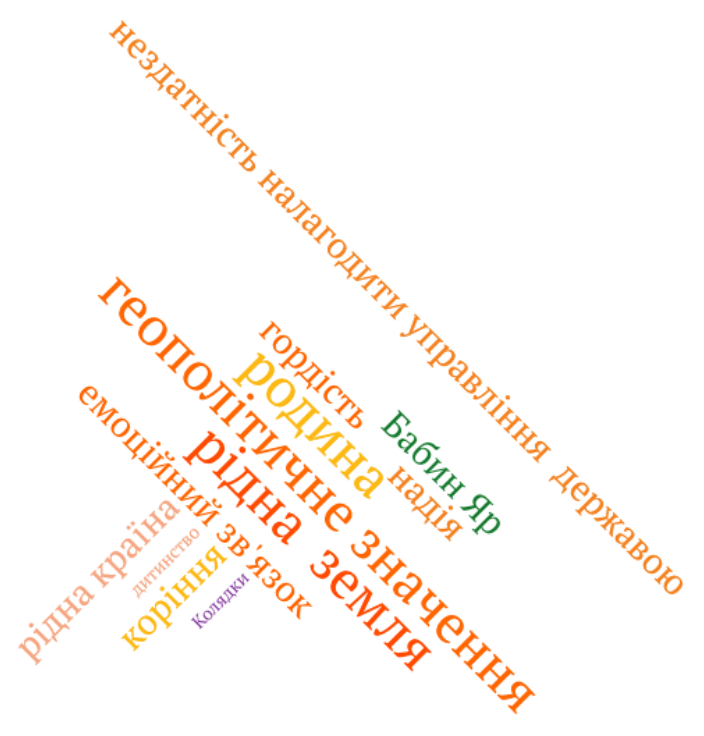 нездатність налагодити управління державою
гордість
родина
геополітичне значення
Бабин Яр
надія
рідна земля
емоційний зв'язок
рідна країна
дитинство
коріння
Колядки